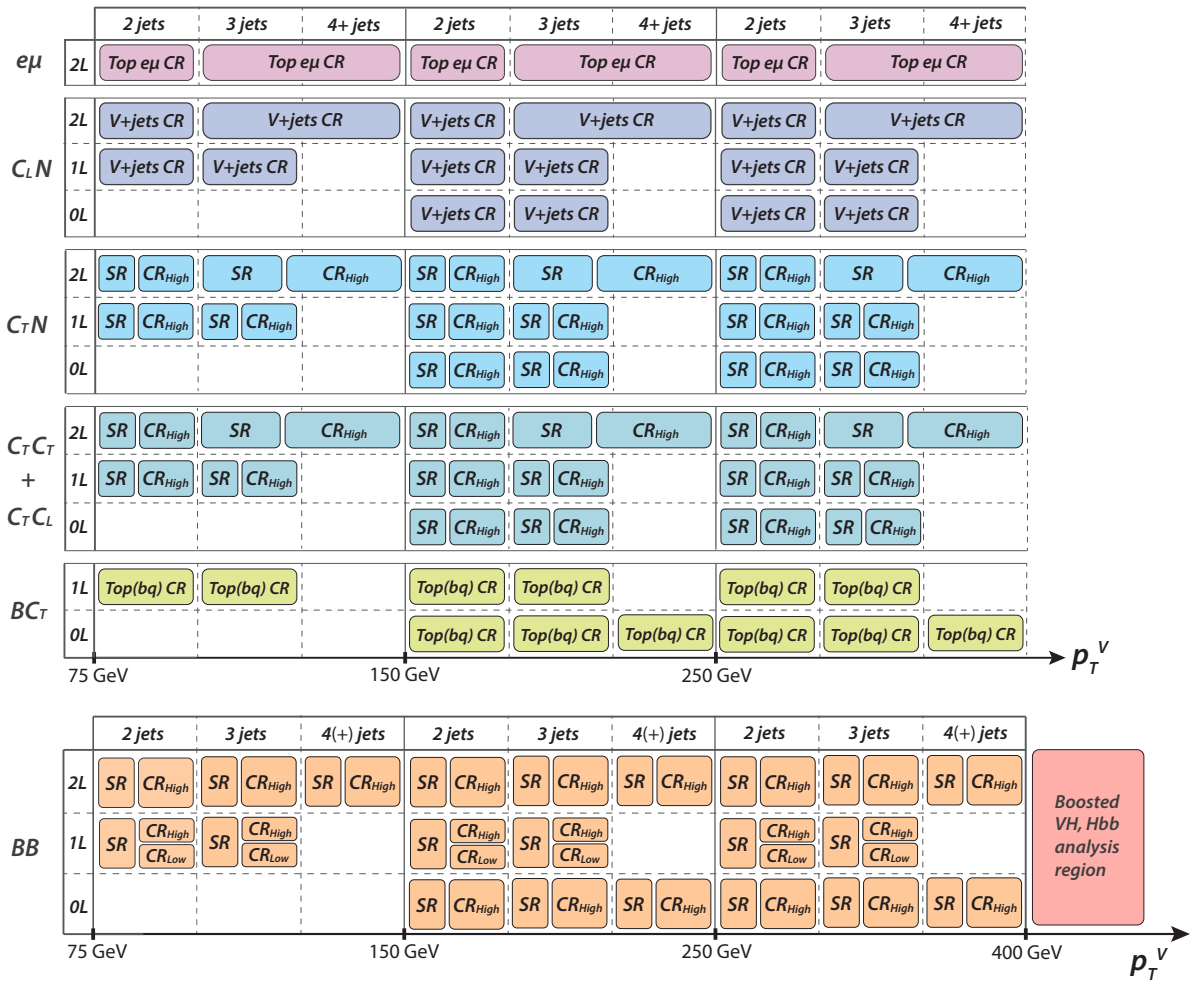 2 jets 3 jets 4+ jets 2 jets 3 jets 4+ jets 2 jets 3 jets 4+ jets
eμ 2L Top eμ CR Top eμ CR Top eμ CR Top eμ CR Top eμ CR Top eμ CR
2L V+jets CR V+jets CR V+jets CR V+jets CR V+jets CR V+jets CR
CLN 1L V+jets CR V+jets CR V+jets CR V+jets CR V+jets CR V+jets CR
0L V+jets CR V+jets CR V+jets CR V+jets CR
2L SR CRHigh SR CRHigh SR CRHigh SR CRHigh SR CRHigh SR CRHigh
CTN 1L SR CRHigh SR CRHigh SR CRHigh SR CRHigh SR CRHigh SR CRHigh
0L SR CRHigh SR CRHigh SR CRHigh SR CRHigh
CTCT 2L SR CRHigh SR CRHigh SR CRHigh SR CRHigh SR CRHigh SR CRHigh
+ 1L SR CRHigh SR CRHigh SR CRHigh SR CRHigh SR CRHigh SR CRHigh
CTCL 0L SR CRHigh SR CRHigh SR CRHigh SR CRHigh
1L Top(bq) CR Top(bq) CR Top(bq) CR Top(bq) CR Top(bq) CR Top(bq) CR
BCT
0L Top(bq) CR Top(bq) CR Top(bq) CR Top(bq) CR Top(bq) CR Top(bq) CR
75 GeV 150 GeV 250 GeV pTV
2 jets 3 jets 4(+) jets 2 jets 3 jets 4(+) jets 2 jets 3 jets 4(+) jets
2L SR CRHigh SR CRHigh SR CRHigh SR CRHigh SR CRHigh SR CRHigh SR CRHigh SR CRHigh SR CRHigh
BB 1L SR CRHigh SR CRHigh SR CRHigh SR CRHigh SR CRHigh SR CRHigh
CRLow CRLow CRLow CRLow CRLow CRLow
0L SR CRHigh SR CRHigh SR CRHigh SR CRHigh SR CRHigh SR CRHigh
Boosted
VH, Hbb
analysis
region
75 GeV 150 GeV 250 GeV 400 GeV
pTV